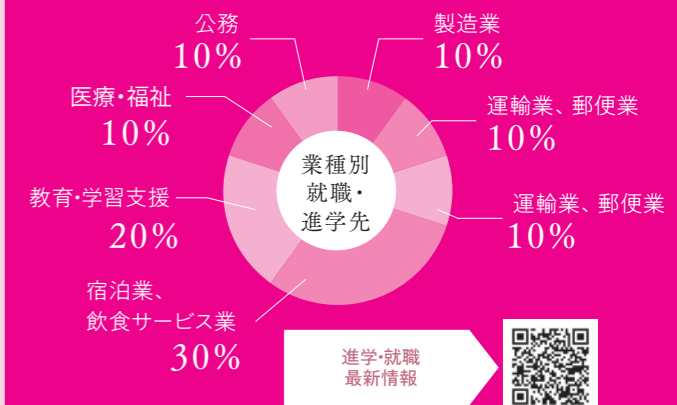 公務
10%
製造業
10%
医療・福祉
10%
運輸業、郵便業
10%
業種別
就職・
進学先
教育・学習支援
20%
運輸業、郵便業
10%
宿泊業、
飲食サービス業
30%
進学・就職
最新情報